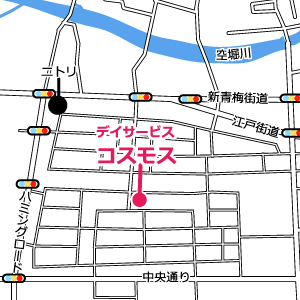 空堀川
ニトリ
新青梅街道
江戸街道
デイサービス
コスモス
ハミングロード
中央通り